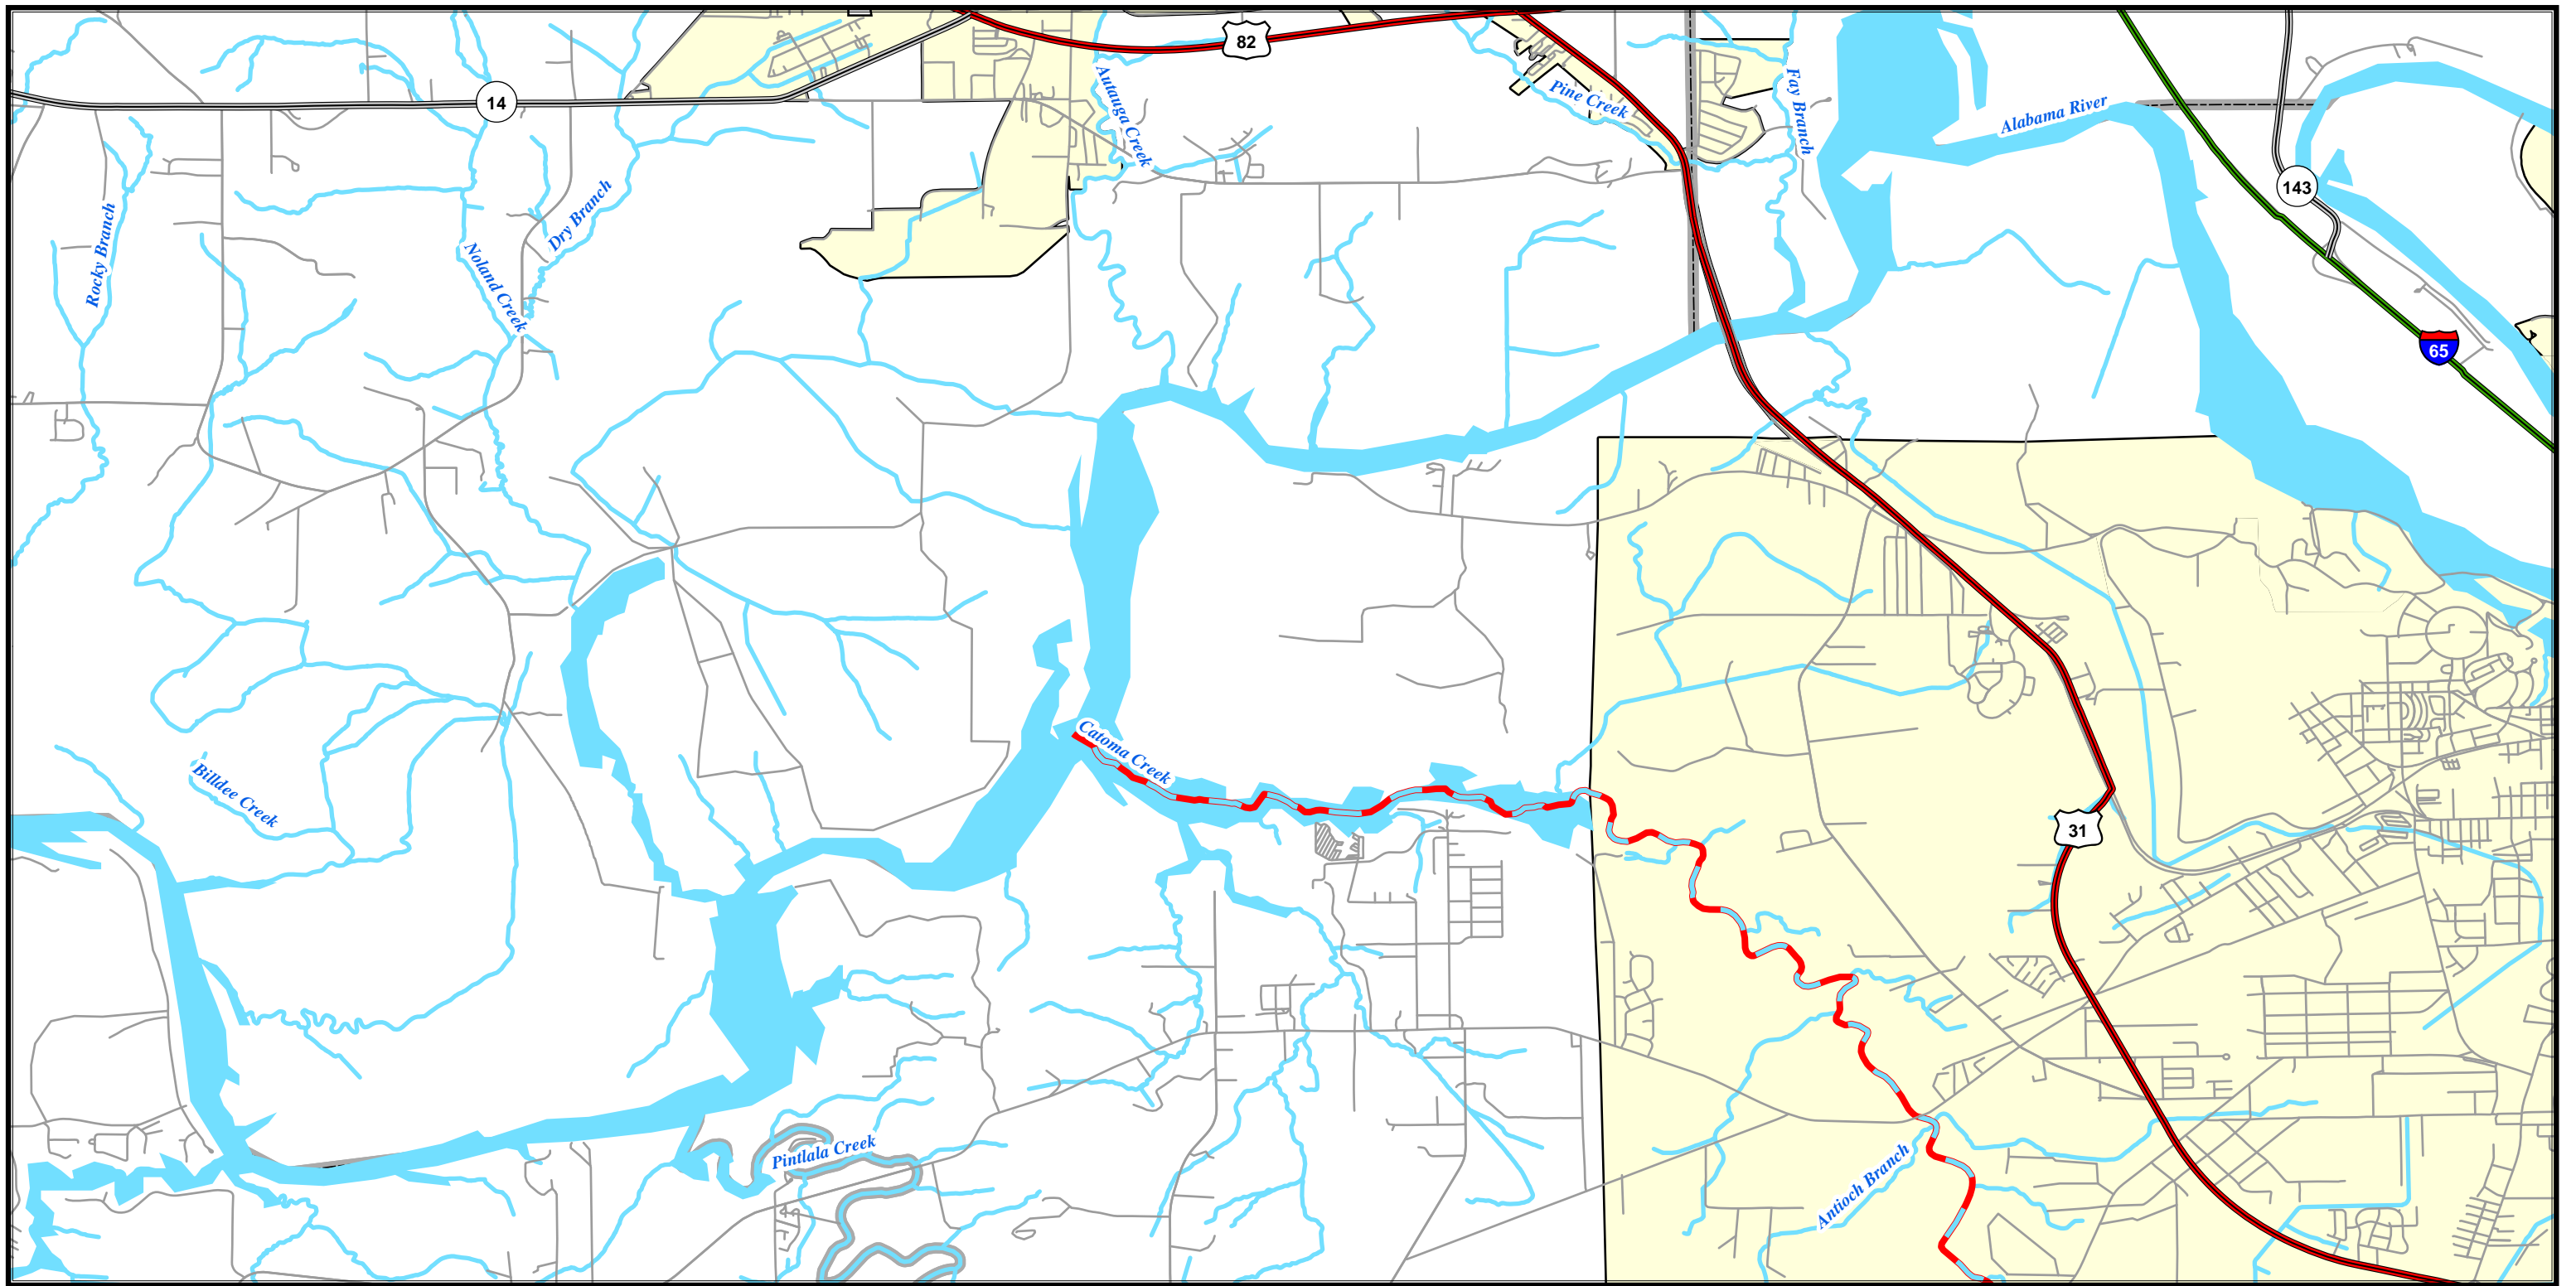 82
14
Autauga Creek
Pine Creek
Fay Branch
Alabama River
143
Rocky Branch
Dry Branch
Noland Creek
65
Catoma Creek
Billdee Creek
31
Pintlala Creek
Antioch Branch